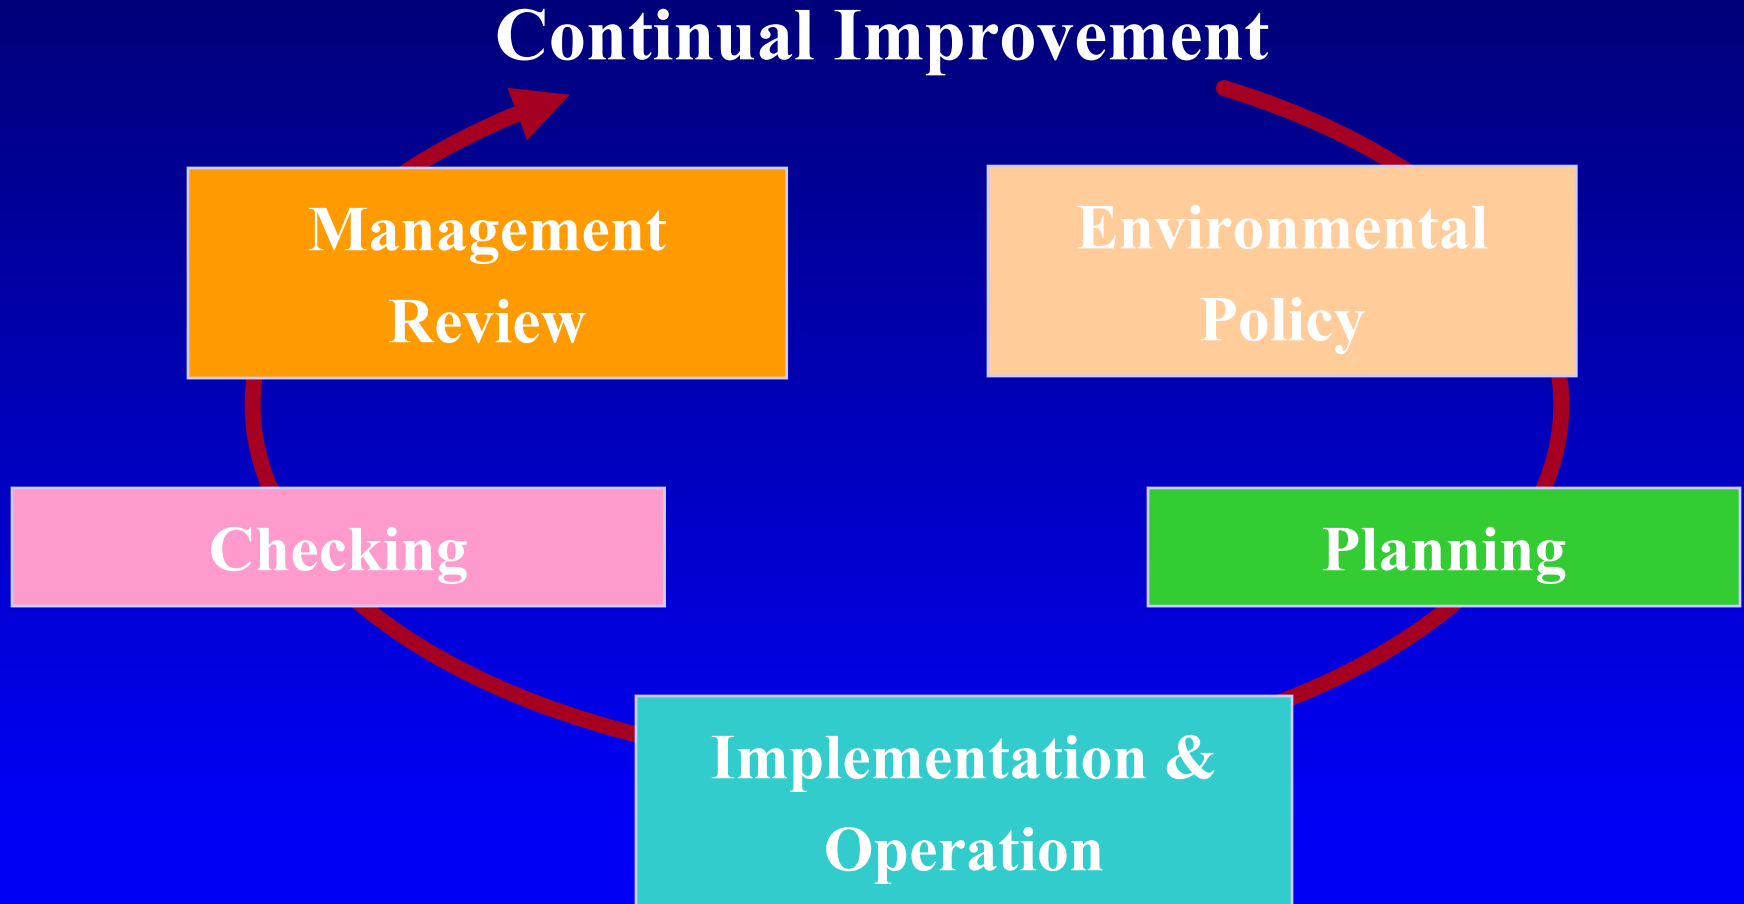 Continual Improvement
Management
Review
Environmental
Policy
Checking
Planning
Implementation &
Operation